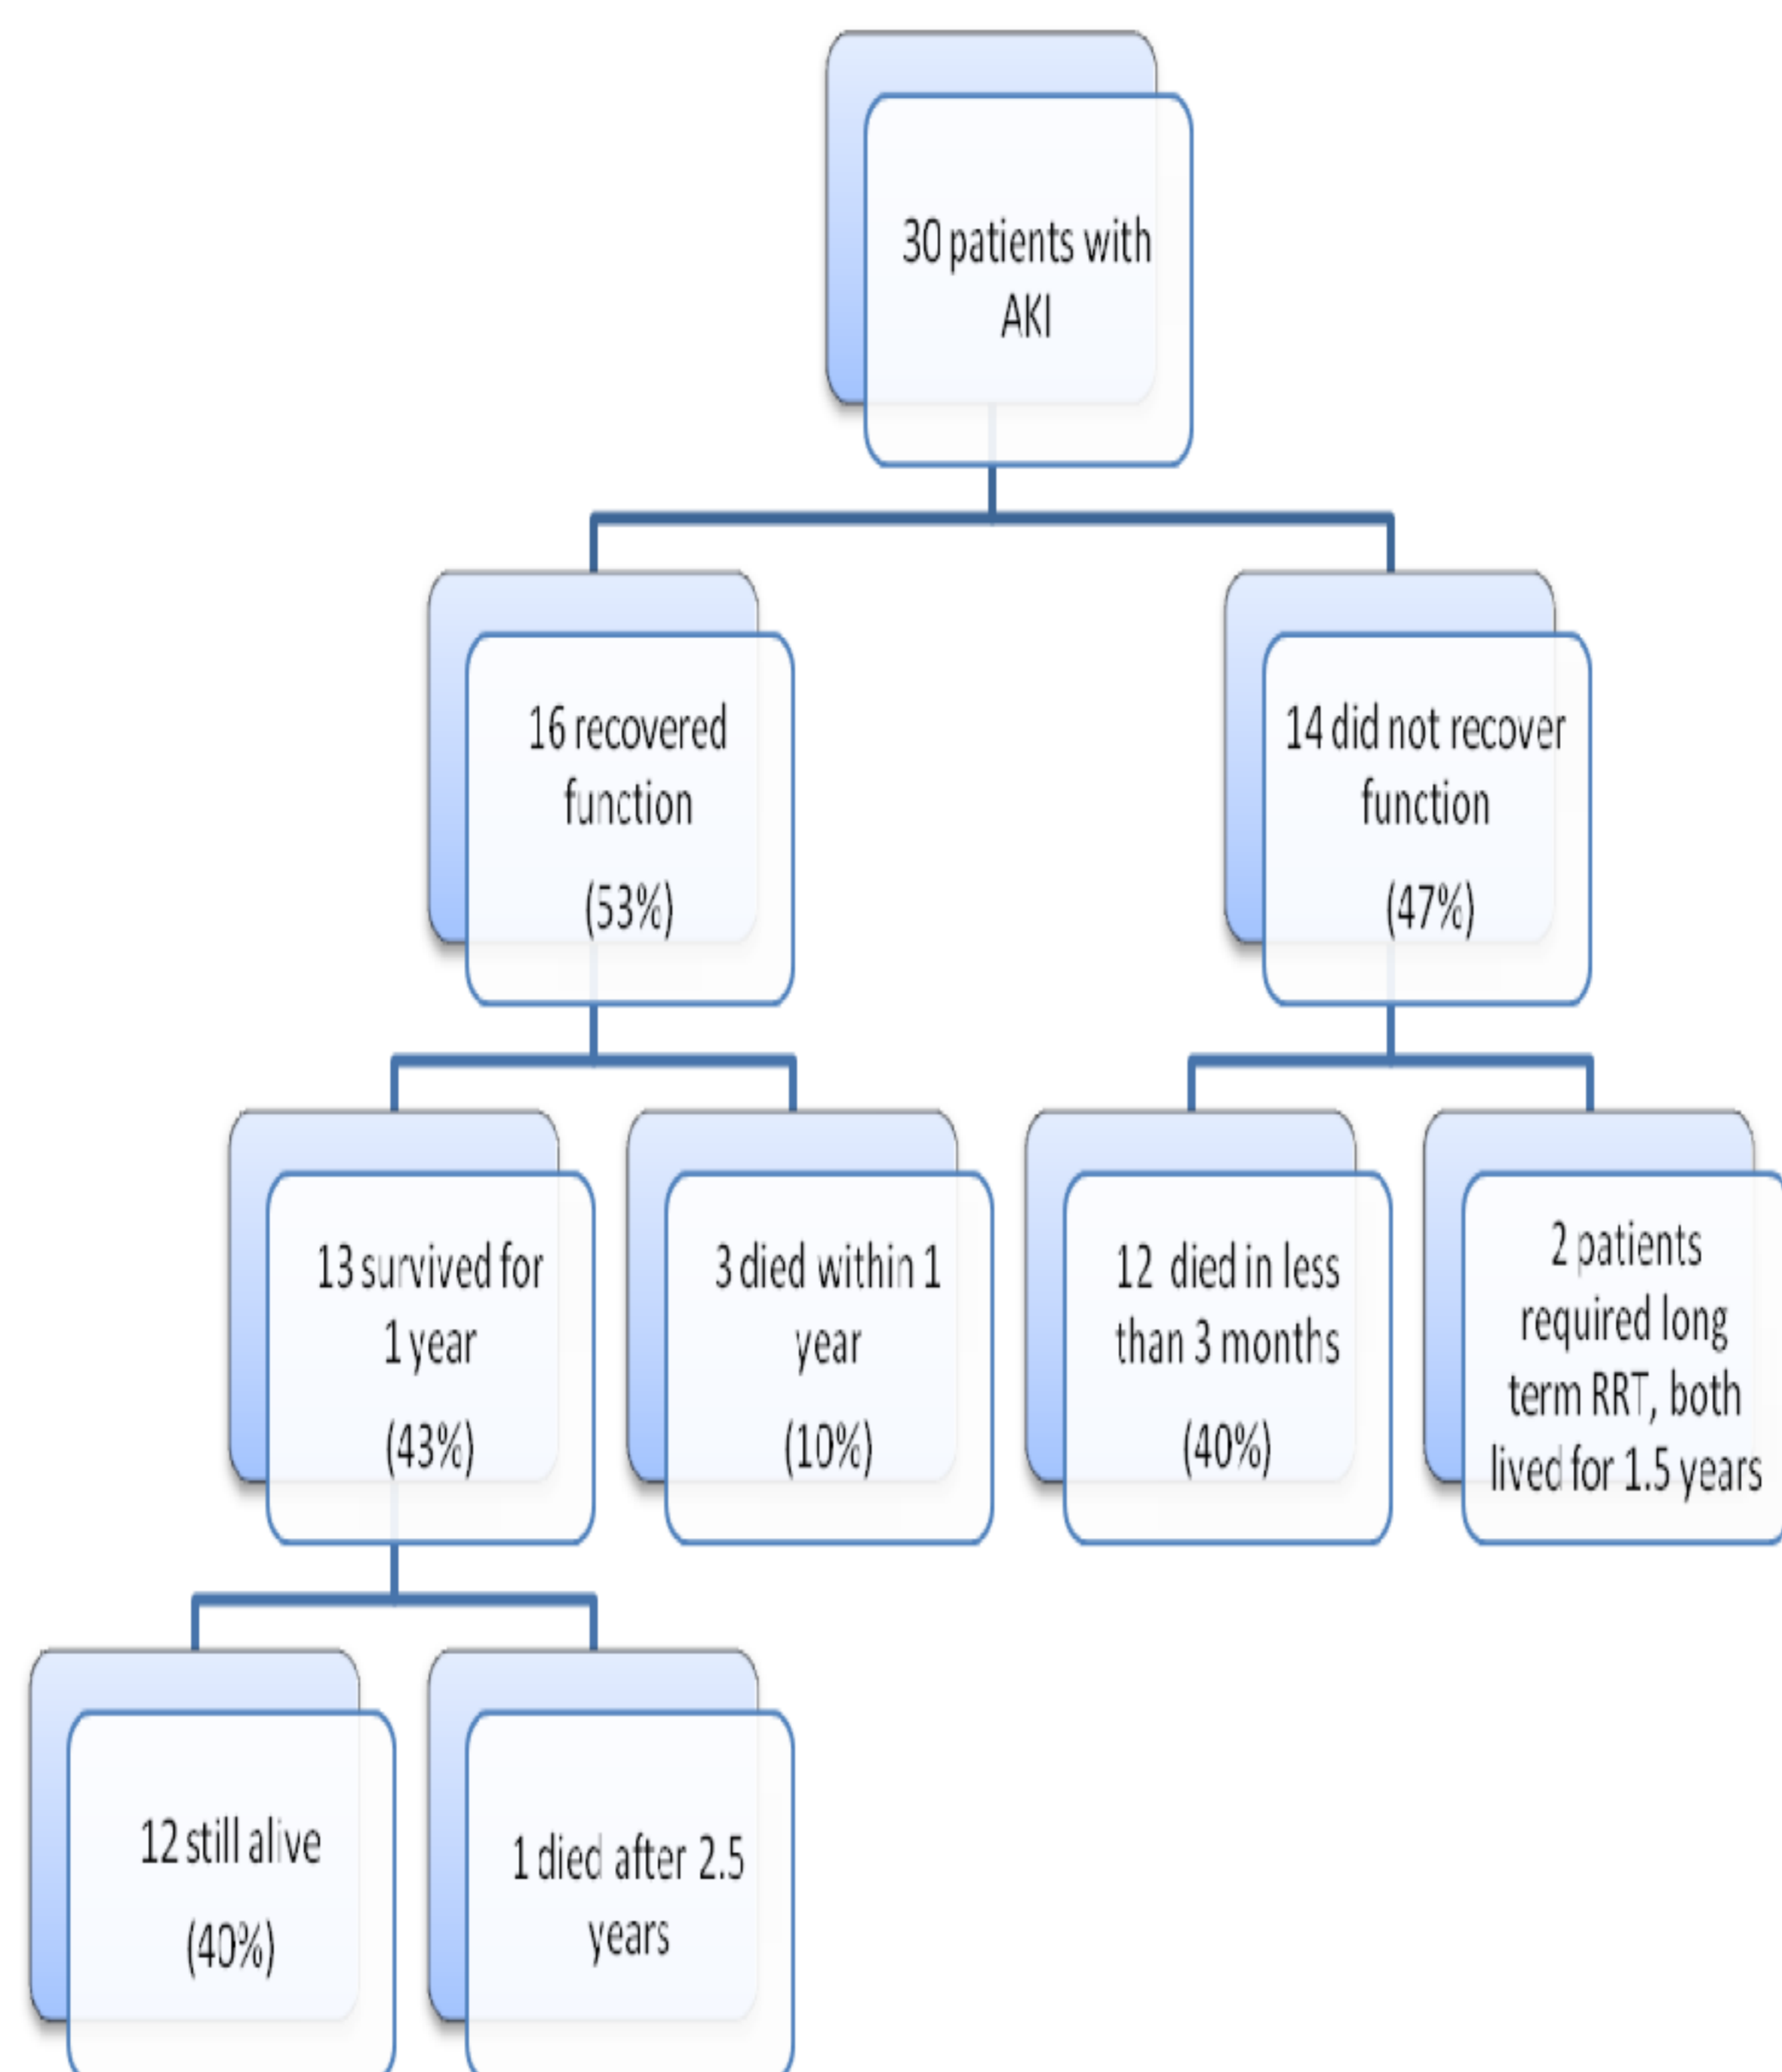 30 patients with
AKI
16 recovered
function
(53%)
14 did not recover
function
(47%)
13 survived for
1 year
(43%)
3 died within 1
year
(10%)
12 died in less
than 3 months
(40%)
2 patients
required long
term RRT, both
lived for 1.5 years
12 still alive
(40%)
1 died after 2.5
years